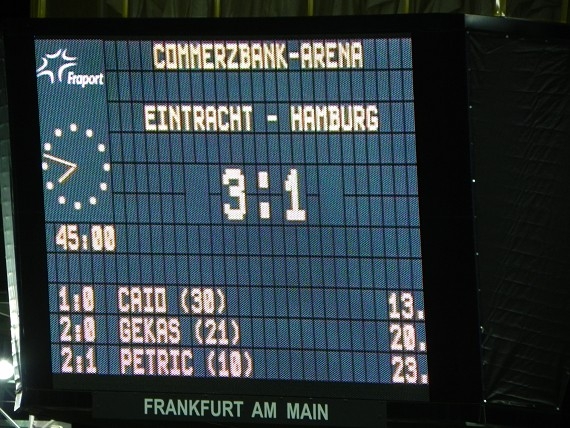 COMMERZBANK-ARENA
Fraport
EINTRACHT - HAMBURG
3:1
45:00
1:0 CAIO (30) 13.
2:0 GEKAS (21) 20.
2:1 PETRIC (10) 23.
FRANKFURT AM MAIN